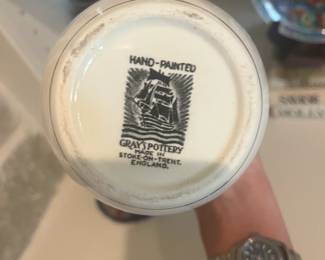 HAND-PAINTED
GRAY'S POTTERY
MADE IN
STOKE-ON-TRENT.
ENGLAND.